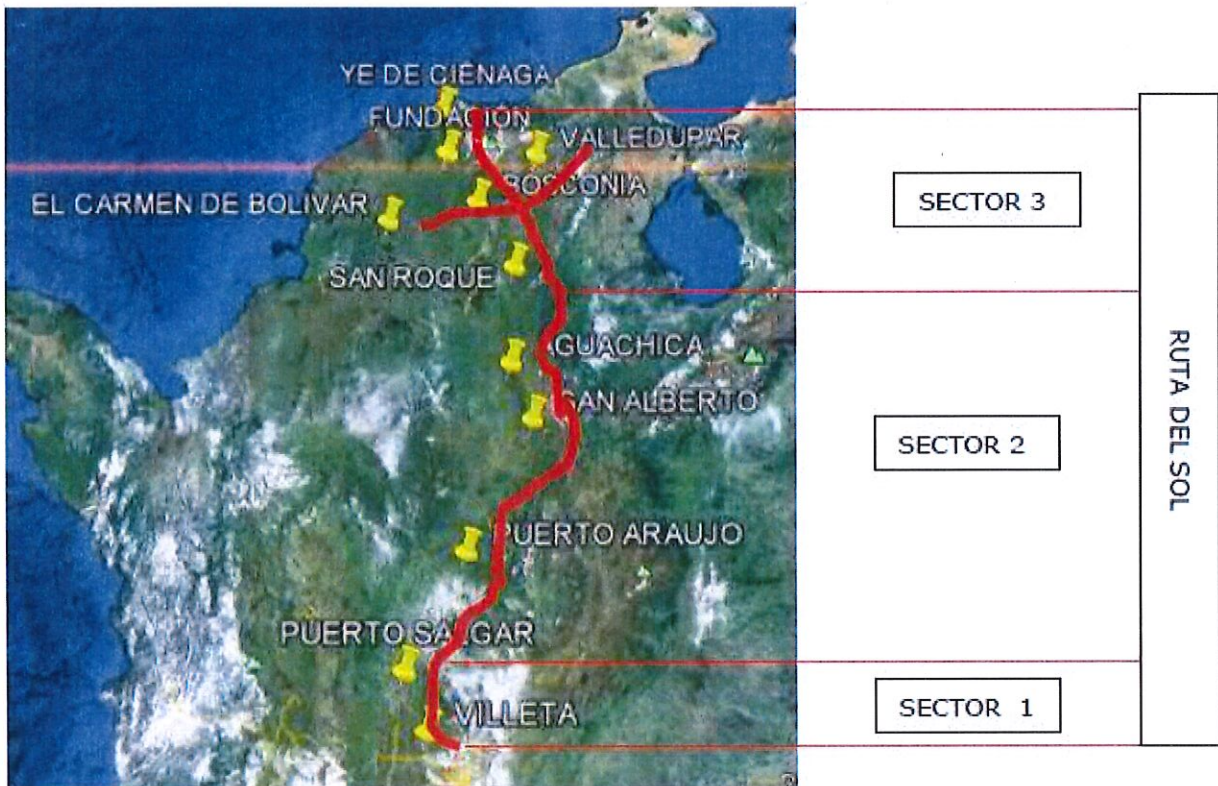 YE DE CIENAGA
FUNDACIÓN
VALLEDUPAR
BOSCONIA
EL CARMEN DE BOLIVAR
SAN ROQUE
AGUACHICA
SAN ALBERTO
PUERTO ARAUJO
PUERTO SALGAR
VILLETA
SECTOR 3
SECTOR 2
SECTOR 1
RUTA DEL SOL